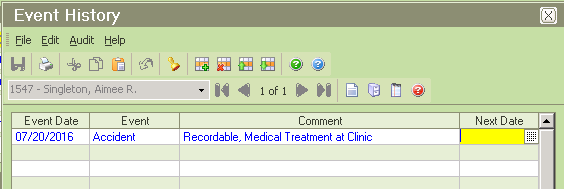 Event History
File Edit Audit Help
1547 - Singleton, Aimee R. 1 of 1
Event Date Event Comment Next Date
07/20/2016 Accident Recordable, Medical Treatment at Clinic